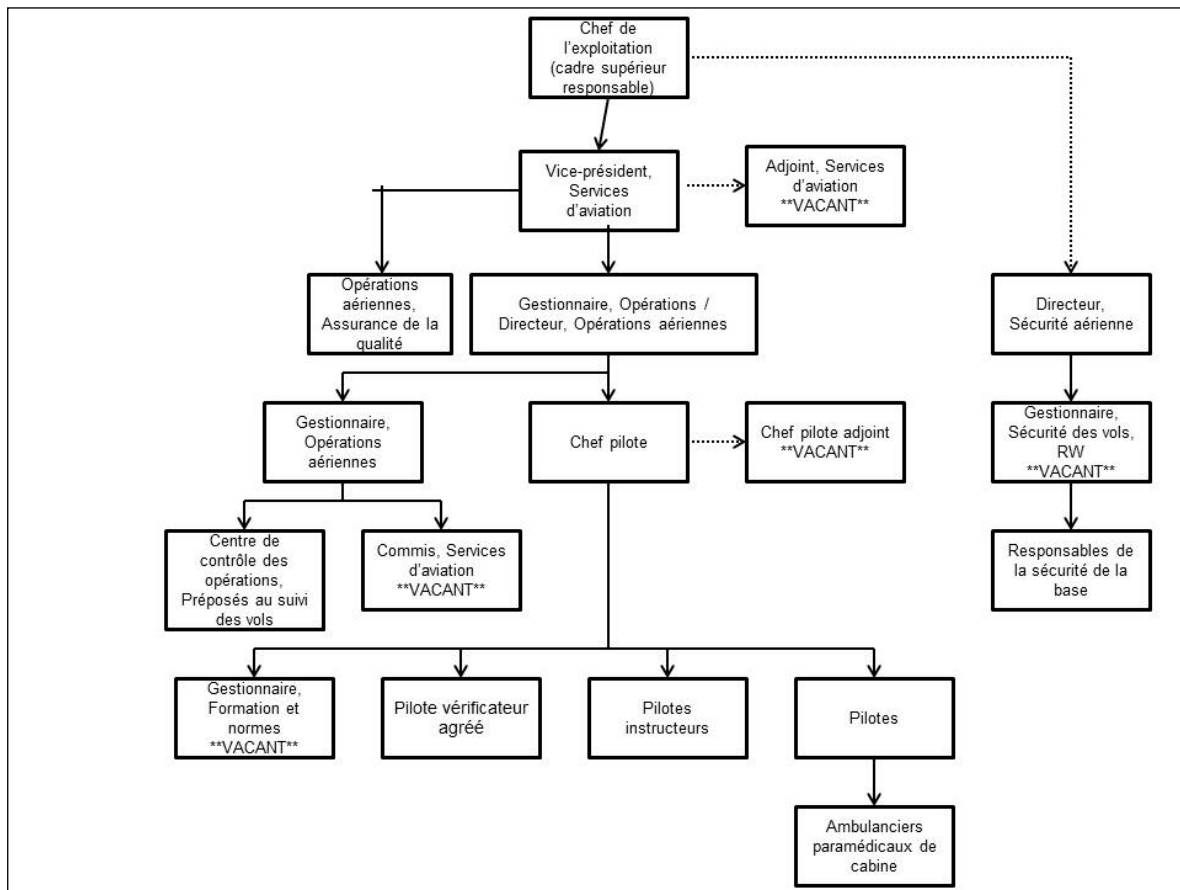 Chef de
l'exploitation
(cadre supérieur
responsable)
Vice-président,
Services
d'aviation
Adjoint, Services
d'aviation
**VACANT**
Opérations
aériennes,
Assurance de la
qualité
Gestionnaire, Opérations /
Directeur, Opérations aériennes
Directeur,
Sécurité aérienne
Gestionnaire,
Opérations
aériennes
Chef pilote
Chef pilote adjoint
**VACANT**
Gestionnaire,
Sécurité des vols,
RW
**VACANT**
Centre de
contrôle des
opérations,
Préposés au suivi
des vols
Commis, Services
d'aviation
**VACANT**
Responsables de
la sécurité de la
base
Gestionnaire,
Formation et
normes
**VACANT**
Pilote vérificateur
agréé
Pilotes
instructeurs
Pilotes
Ambulanciers
paramédicaux de
cabine